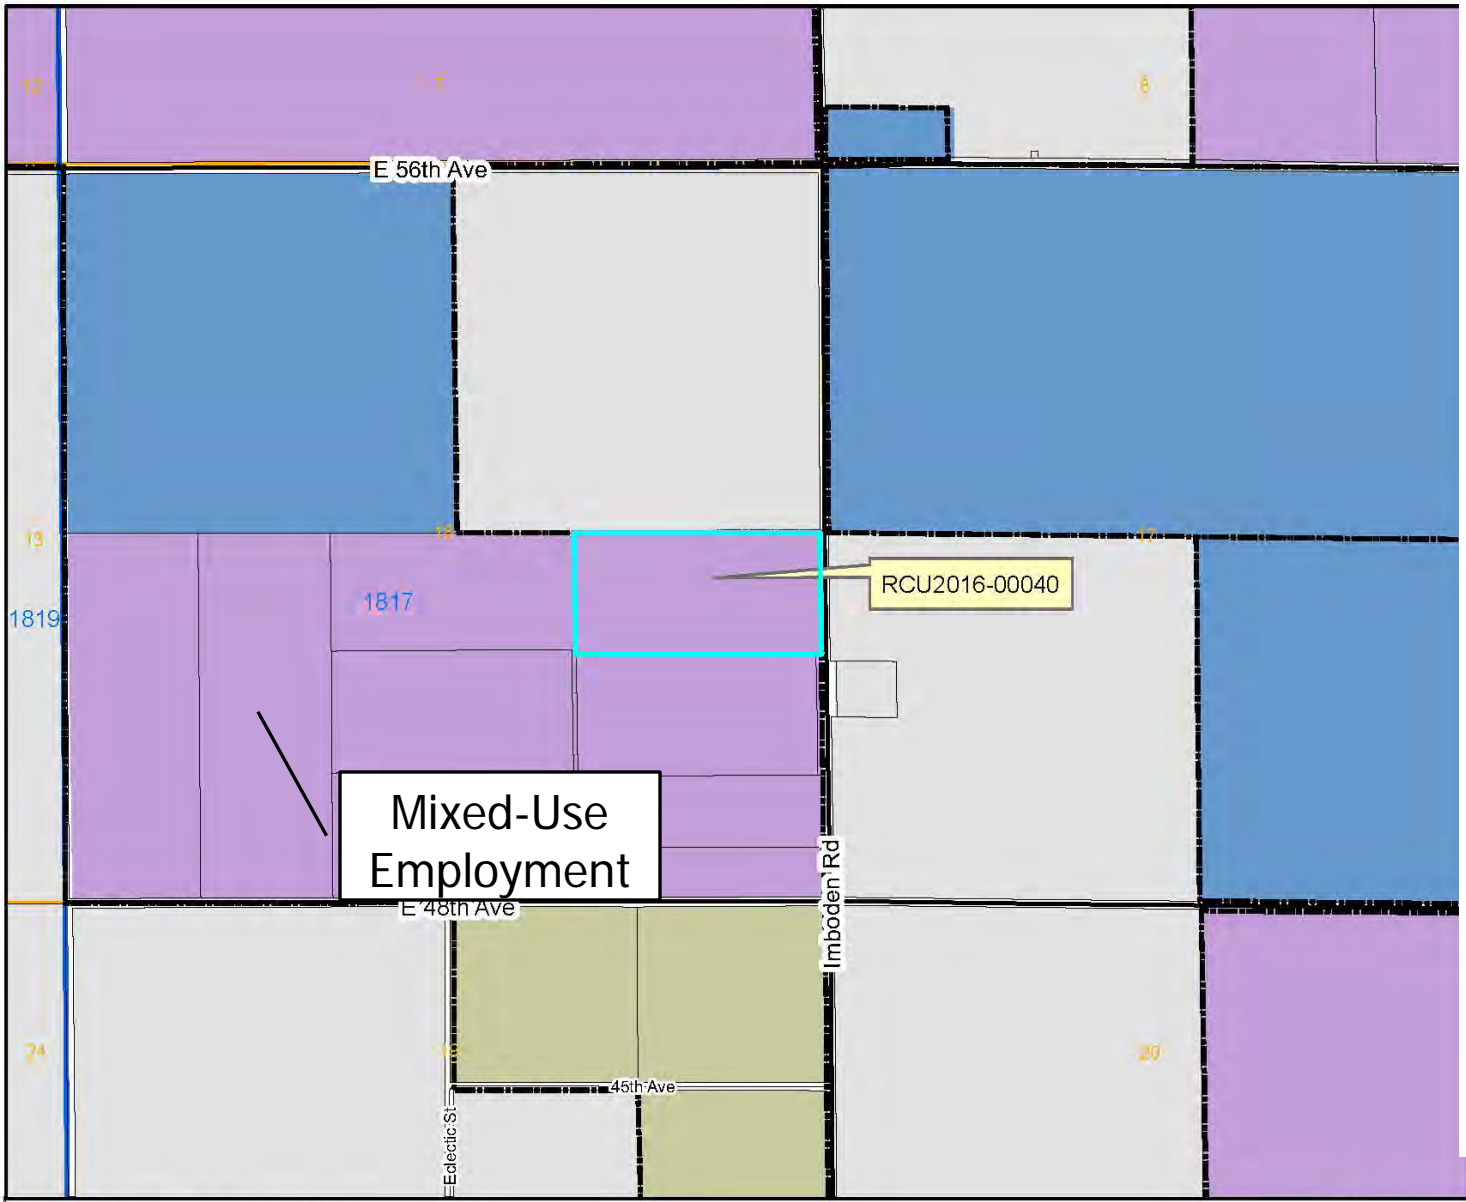 12
7
8
E 56th Ave
13
18
17
1819
1817
RCU2016-00040
Mixed-Use
Employment
E 48th Ave
Imboden Rd
24
19
20
45th Ave
Eclectic St